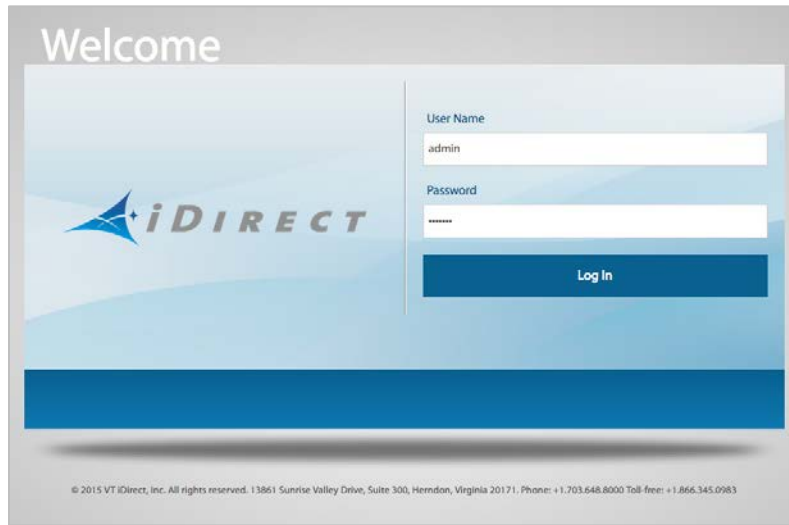 Welcome
iDIRECT
User Name
admin
Password
•••••••
Log In
© 2015 VT iDirect, Inc. All rights reserved. 13861 Sunrise Valley Drive, Suite 300, Herndon, Virginia 20171. Phone: +1.703.648.8000 Toll-free: +1.866.345.0983